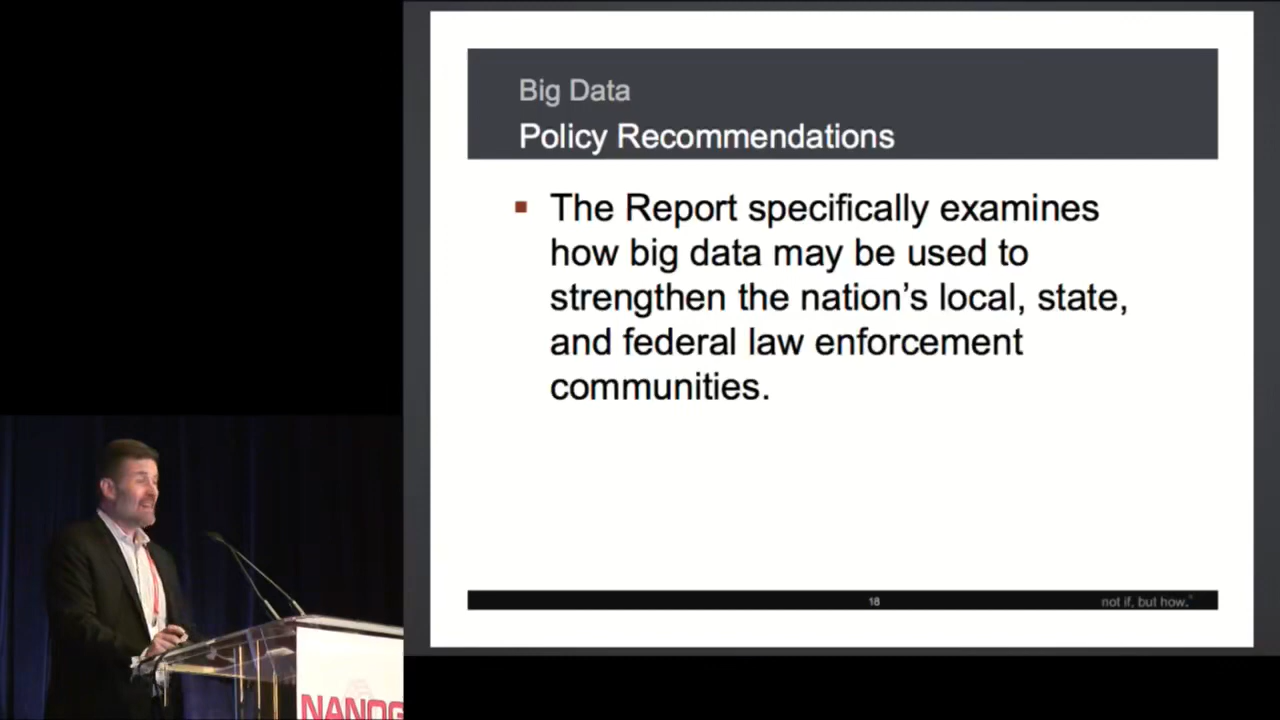 Big Data
Policy Recommendations
The Report specifically examines
how big data may be used to
strengthen the nation’s local, state,
and federal law enforcement
communities.
18
not if, but how.
NANOG